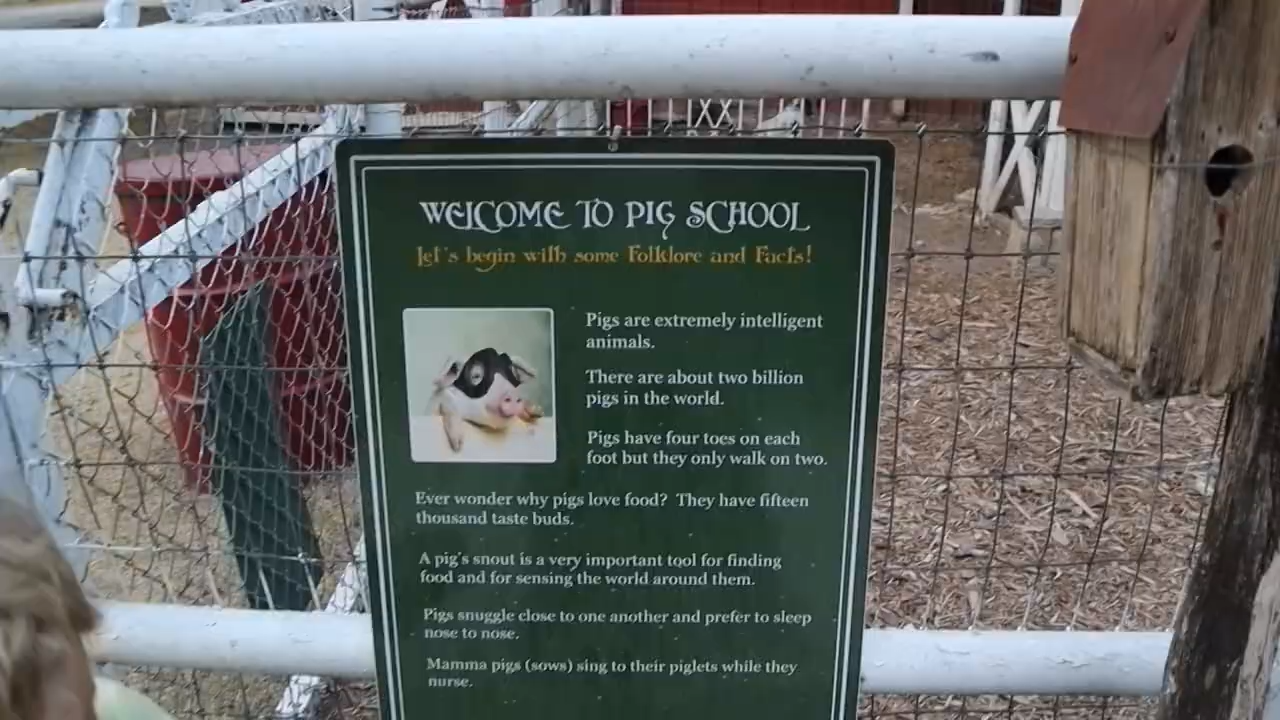 WELCOME TO PIG SCHOOL
Let's begin with some Folklore and Facts!
Pigs are extremely intelligent
animals.
There are about two billion
pigs in the world.
Pigs have four toes on each
foot but they only walk on two.
Ever wonder why pigs love food? They have fifteen
thousand taste buds.
A pig's snout is a very important tool for finding
food and for sensing the world around them.
Pigs snuggle close to one another and prefer to sleep
nose to nose.
Mamma pigs (sows) sing to their piglets while they
nurse.